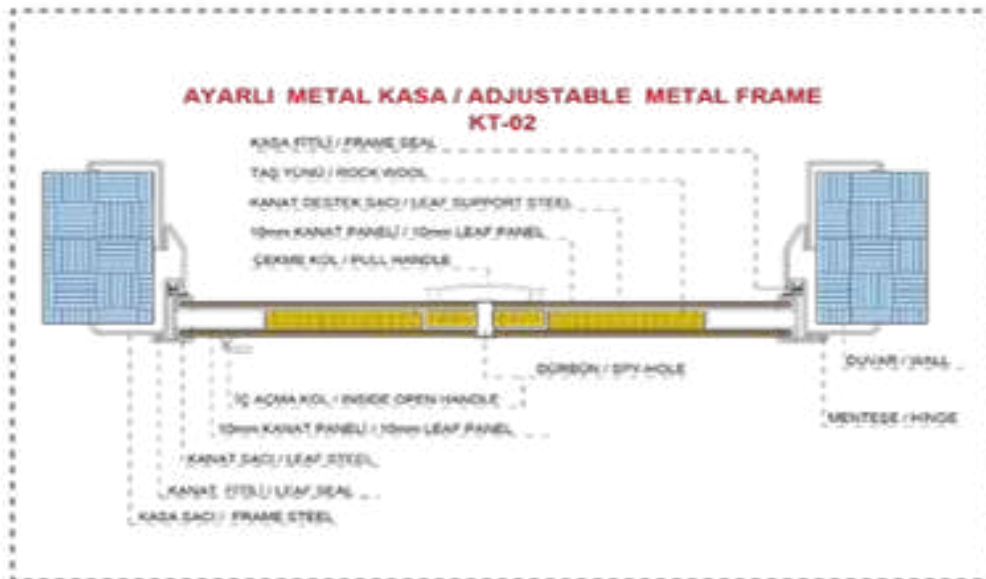 AYARLI METAL KASA / ADJUSTABLE METAL FRAME
KT-02
KASA FİTİLİ / FRAME SEAL
TAŞ YÜNÜ / ROCK WOOL
KANAT DESTEK SACI / LEAF SUPPORT STEEL
10mm KANAT PANELİ / 10mm LEAF PANEL
ÇEKME KOL / PULL HANDLE
DÜRBÜN / SPY-HOLE
DUVAR / WALL
İÇ AÇMA KOL / INSIDE OPEN HANDLE
MENTEŞE / HINGE
10mm KANAT PANELİ / 10mm LEAF PANEL
KANAT SACI / LEAF STEEL
KANAT FİTİLİ / LEAF SEAL
KASA SACI / FRAME STEEL